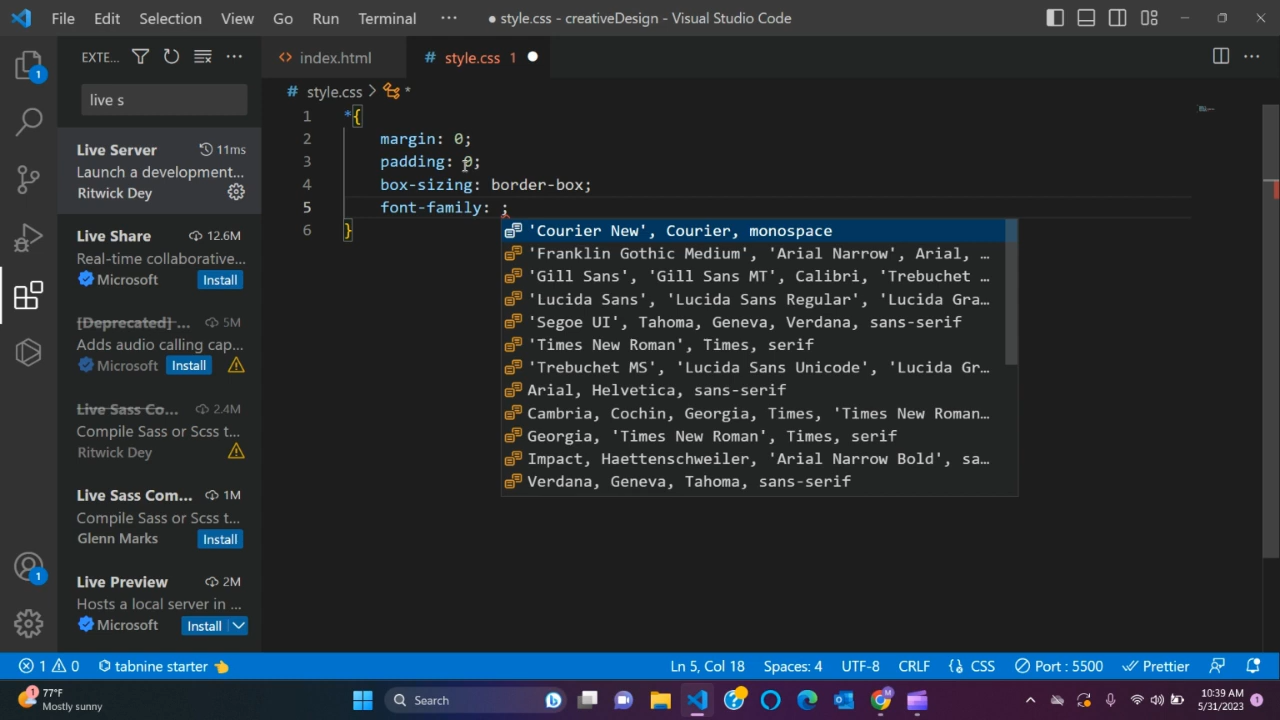 File Edit Selection View Go Run Terminal ··· ● style.css - creativeDesign - Visual Studio Code
EXTE... ··· index.html # style.css 1
1
live s
# style.css > *
Live Server 11ms
Launch a development...
Ritwick Dey
Live Share 12.6M
Real-time collaborative...
Microsoft Install
[Deprecated] ... 5M
Adds audio calling cap...
Microsoft Install
Live Sass Co... 2.4M
Compile Sass or Scss t...
Ritwick Dey
Live Sass Com... 1M
Compile Sass or Scss t...
Glenn Marks Install
Live Preview 2M
Hosts a local server in ...
Microsoft Install
1 *{
2 margin: 0;
3 padding: 0;
4 box-sizing: border-box;
5 font-family: ;
6 }
'Courier New', Courier, monospace
'Franklin Gothic Medium', 'Arial Narrow', Arial, …
'Gill Sans', 'Gill Sans MT', Calibri, 'Trebuchet …
'Lucida Sans', 'Lucida Sans Regular', 'Lucida Gra…
'Segoe UI', Tahoma, Geneva, Verdana, sans-serif
'Times New Roman', Times, serif
'Trebuchet MS', 'Lucida Sans Unicode', 'Lucida Gr…
Arial, Helvetica, sans-serif
Cambria, Cochin, Georgia, Times, 'Times New Roman…
Georgia, 'Times New Roman', Times, serif
Impact, Haettenschweiler, 'Arial Narrow Bold', sa…
Verdana, Geneva, Tahoma, sans-serif
1
1 0 tabnine starter Ln 5, Col 18 Spaces: 4 UTF-8 CRLF {} CSS Port : 5500 Prettier
1 77°F
Mostly sunny
Search
10:39 AM
5/31/2023 1